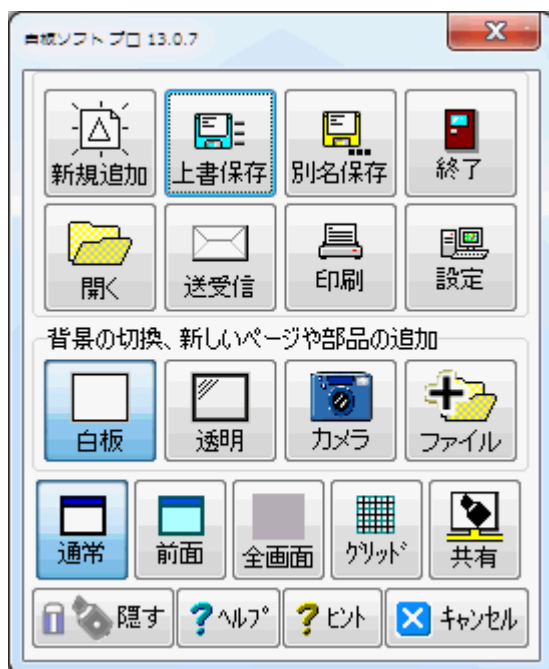 白板ソフト プロ 13.0.7
新規追加 上書保存 別名保存 終了
開く 送受信 印刷 設定
背景の切換、新しいページや部品の追加
白板 透明 カメラ ファイル
通常 前面 全画面 グリッド 共有
隠す ヘルプ ヒント キャンセル